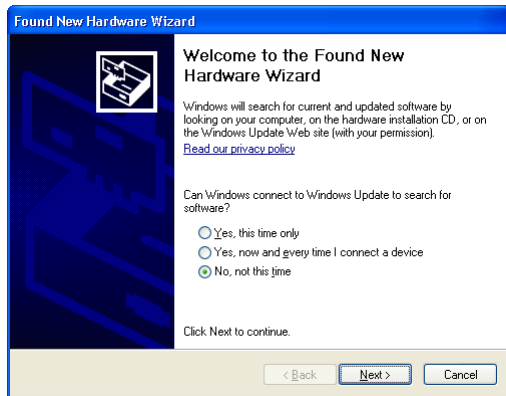 Found New Hardware Wizard
Welcome to the Found New
Hardware Wizard
Windows will search for current and updated software by
looking on your computer, on the hardware installation CD, or on
the Windows Update Web site (with your permission).
Read our privacy policy
Can Windows connect to Windows Update to search for
software?
Yes, this time only
Yes, now and every time I connect a device
No, not this time
Click Next to continue.
< Back
Next >
Cancel